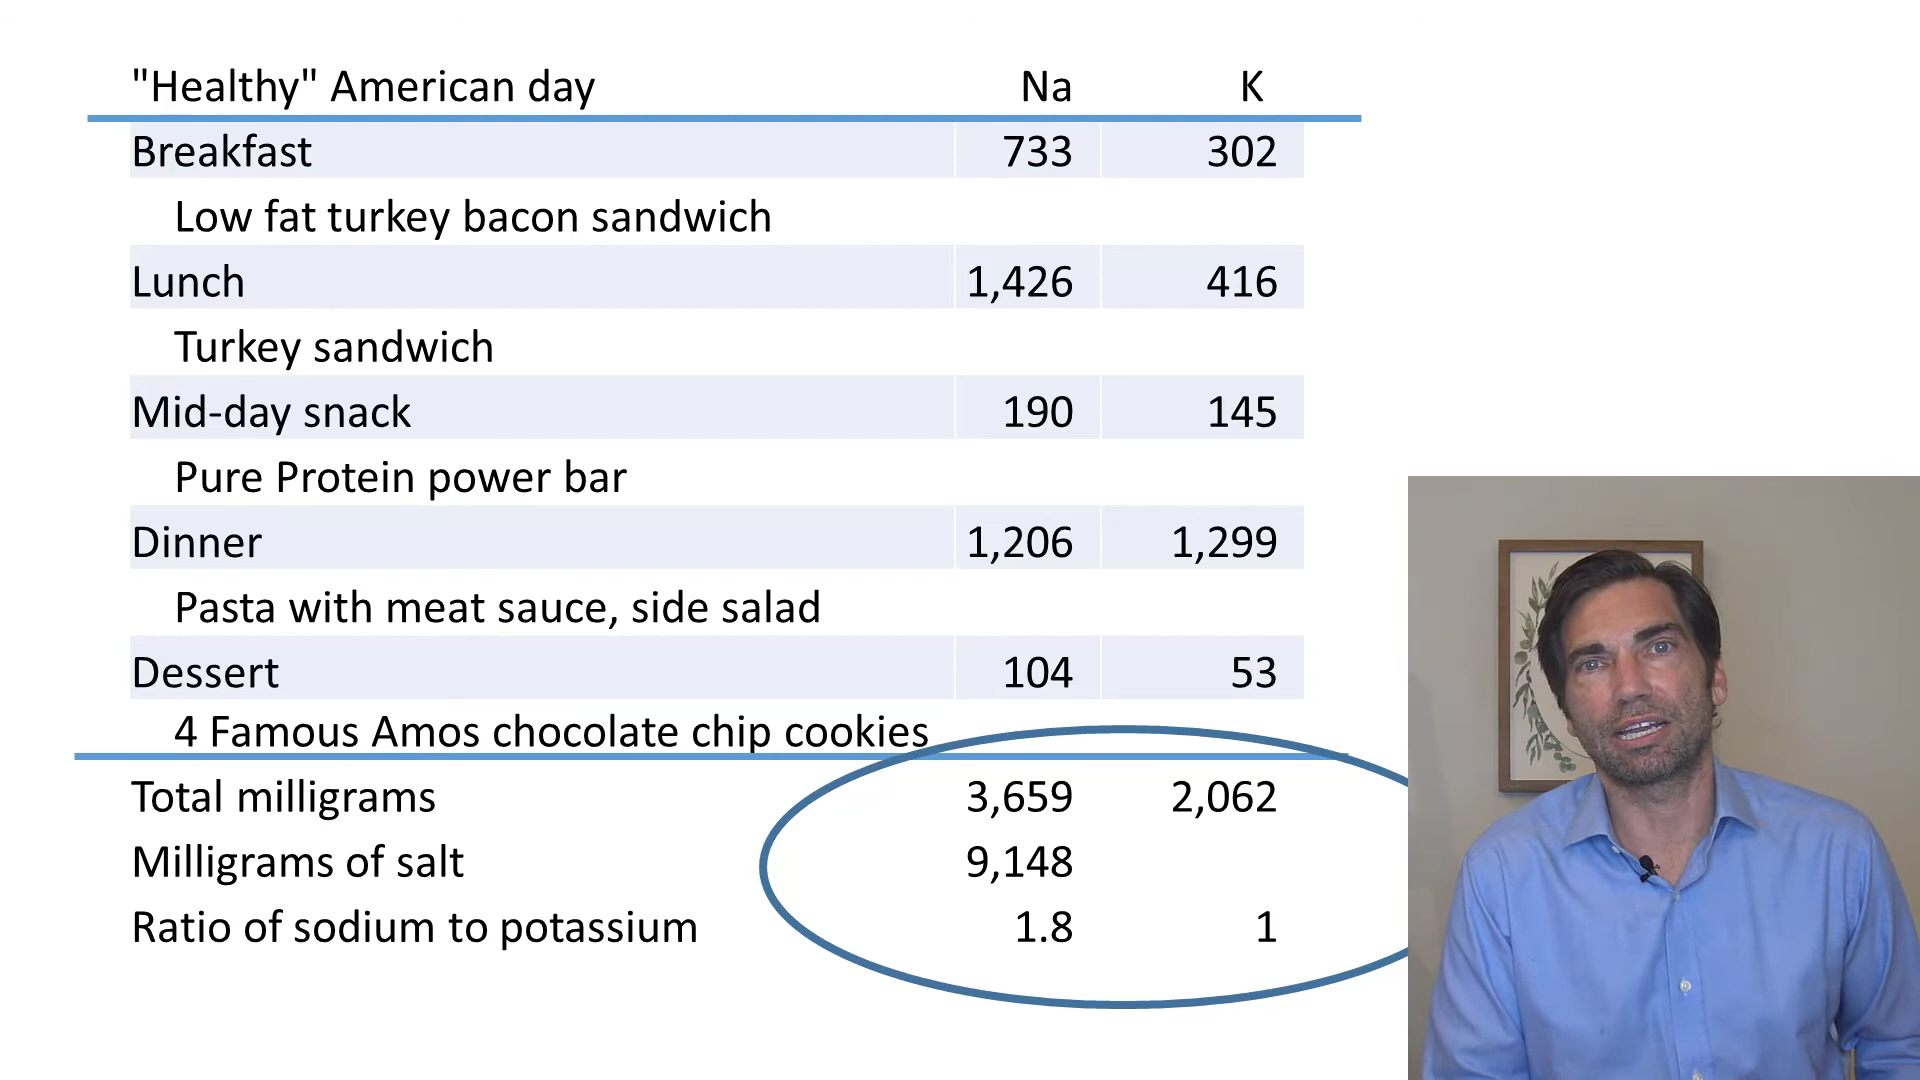 "Healthy" American day Na K
Breakfast 733 302
Low fat turkey bacon sandwich
Lunch 1,426 416
Turkey sandwich
Mid-day snack 190 145
Pure Protein power bar
Dinner 1,206 1,299
Pasta with meat sauce, side salad
Dessert 104 53
4 Famous Amos chocolate chip cookies
Total milligrams 3,659 2,062
Milligrams of salt 9,148
Ratio of sodium to potassium 1.8 1